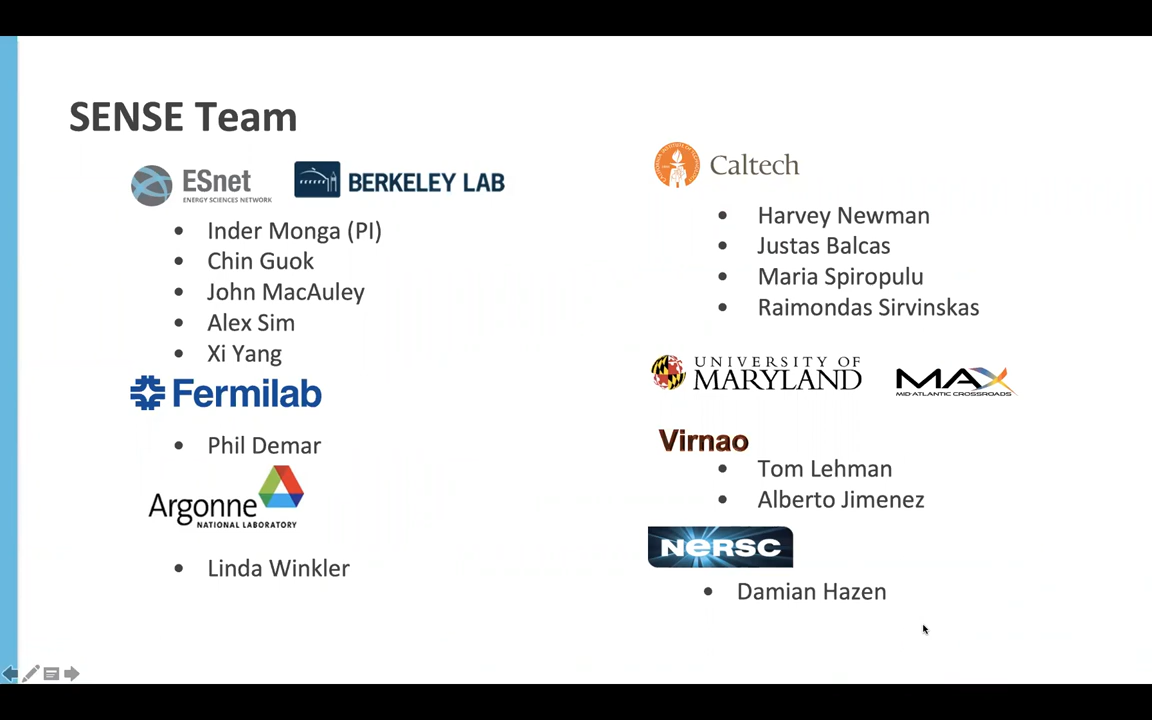 SENSE Team
ESnet
ENERGY SCIENCES NETWORK
BERKELEY LAB
• Inder Monga (PI)
• Chin Guok
• John MacAuley
• Alex Sim
• Xi Yang
Fermilab
• Phil Demar
Argonne
NATIONAL LABORATORY
• Linda Winkler
Caltech
• Harvey Newman
• Justas Balcas
• Maria Spiropulu
• Raimondas Sirvinskas
UNIVERSITY OF
MARYLAND
MAX
MID-ATLANTIC CROSSROADS
Virnao
• Tom Lehman
• Alberto Jimenez
NERSC
• Damian Hazen